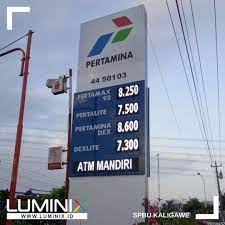 PERTAMINA
44 50103
PERTAMAX 92 8.250
PERTALITE 7.500
PERTAMINA DEX 8.600
DEXLITE 7.300
ATM MANDIRI
LUMINIX
WWW.LUMINIX.ID
SPBU KALIGAWE